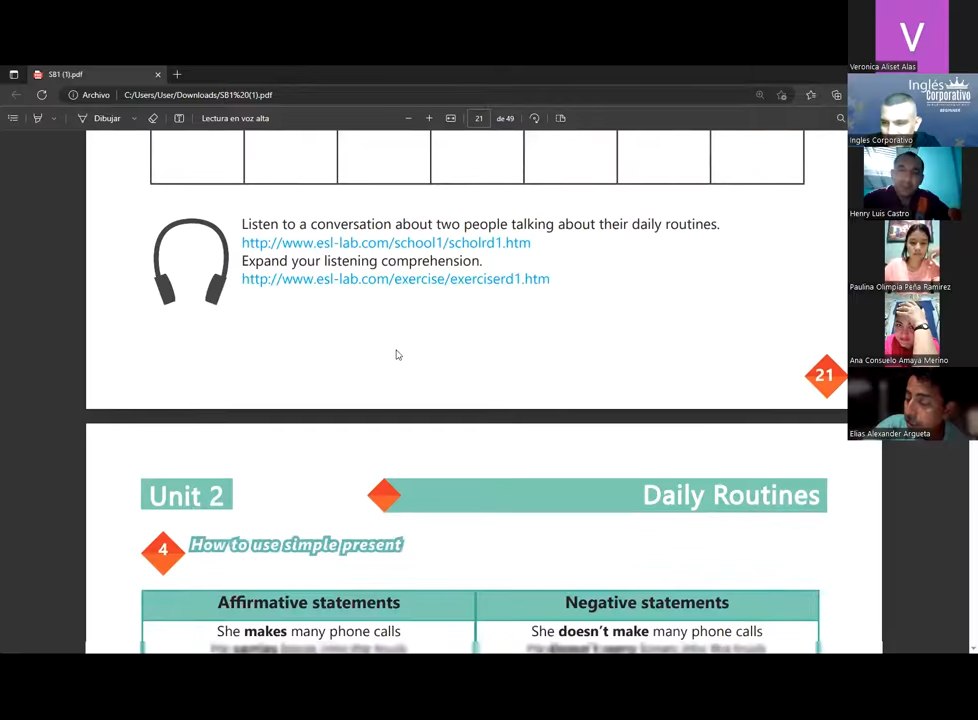 SB1 (1).pdf
Archivo
C:/Users/User/Downloads/SB1%20(1).pdf
Dibujar
Lectura en voz alta
21
de 49
Listen to a conversation about two people talking about their daily routines.
http://www.esl-lab.com/school1/scholrd1.htm
Expand your listening comprehension.
http://www.esl-lab.com/exercise/exerciserd1.htm
21
Unit 2
Daily Routines
4
How to use simple present
Affirmative statements
Negative statements
She makes many phone calls
She doesn't make many phone calls
V
Veronica Aliset Alas
Inglés
Corporativo
Ingles Corporativo
Henry Luis Castro
Paulina Olimpia Peña Ramirez
Ana Consuelo Amaya Merino
Elias Alexander Argueta